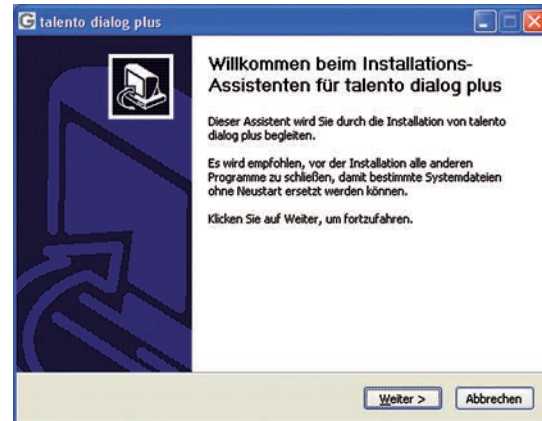 G talento dialog plus
Willkommen beim Installations-
Assistenten für talento dialog plus
Dieser Assistent wird Sie durch die Installation von talento
dialog plus begleiten.
Es wird empfohlen, vor der Installation alle anderen
Programme zu schließen, damit bestimmte Systemdateien
ohne Neustart ersetzt werden können.
Klicken Sie auf Weiter, um fortzufahren.
Weiter > Abbrechen